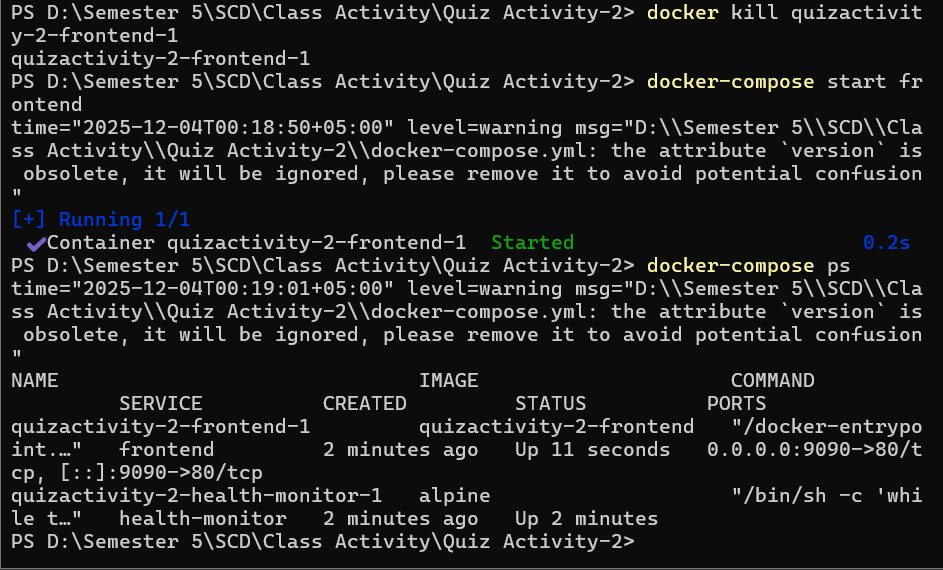 PS D:\Semester 5\SCD\Class Activity\Quiz Activity-2> docker kill quizactivit
y-2-frontend-1
quizactivity-2-frontend-1
PS D:\Semester 5\SCD\Class Activity\Quiz Activity-2> docker-compose start fr
ontend
time="2025-12-04T00:18:50+05:00" level=warning msg="D:\\Semester 5\\SCD\\Cla
ss Activity\\Quiz Activity-2\\docker-compose.yml: the attribute `version` is
 obsolete, it will be ignored, please remove it to avoid potential confusion
"
[+] Running 1/1
 ✔Container quizactivity-2-frontend-1  Started                        0.2s
PS D:\Semester 5\SCD\Class Activity\Quiz Activity-2> docker-compose ps
time="2025-12-04T00:19:01+05:00" level=warning msg="D:\\Semester 5\\SCD\\Cla
ss Activity\\Quiz Activity-2\\docker-compose.yml: the attribute `version` is
 obsolete, it will be ignored, please remove it to avoid potential confusion
"
NAME                              IMAGE                     COMMAND
         SERVICE          CREATED         STATUS          PORTS
quizactivity-2-frontend-1         quizactivity-2-frontend   "/docker-entrypo
int.…"   frontend         2 minutes ago   Up 11 seconds   0.0.0.0:9090->80/t
cp, [::]:9090->80/tcp
quizactivity-2-health-monitor-1   alpine                    "/bin/sh -c 'whi
le t…"   health-monitor   2 minutes ago   Up 2 minutes
PS D:\Semester 5\SCD\Class Activity\Quiz Activity-2>